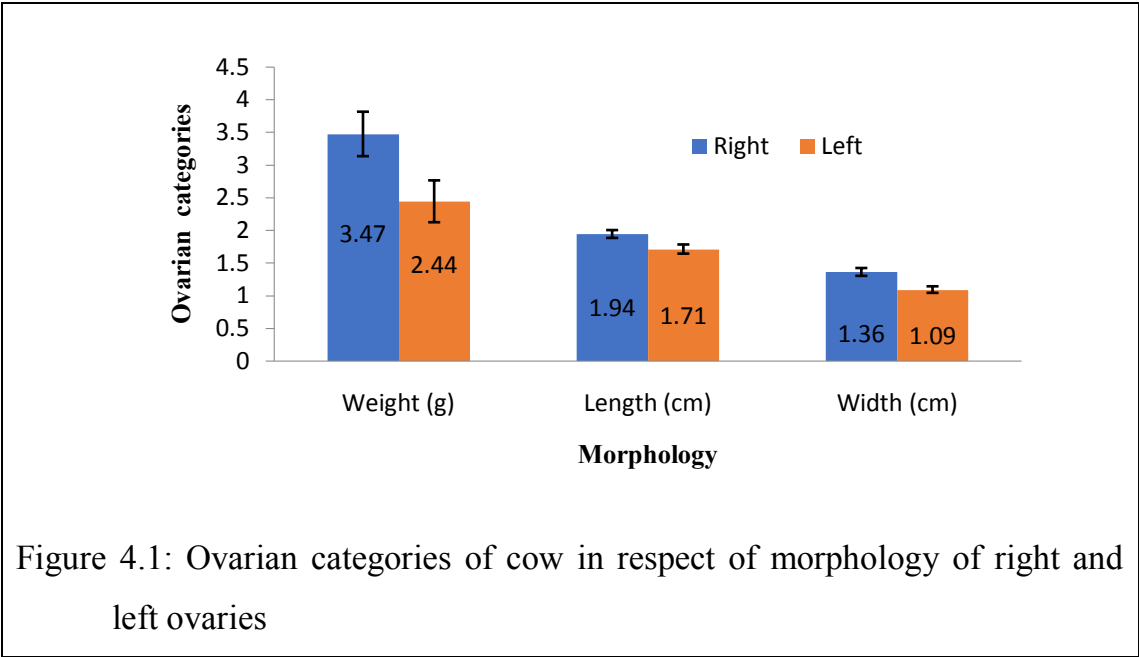 4.5
4
3.5
3
2.5
2
1.5
1
0.5
0
Ovarian categories
Right Left
3.47 2.44 1.94 1.71 1.36 1.09
Weight (g) Length (cm) Width (cm)
Morphology
Figure 4.1: Ovarian categories of cow in respect of morphology of right and
left ovaries